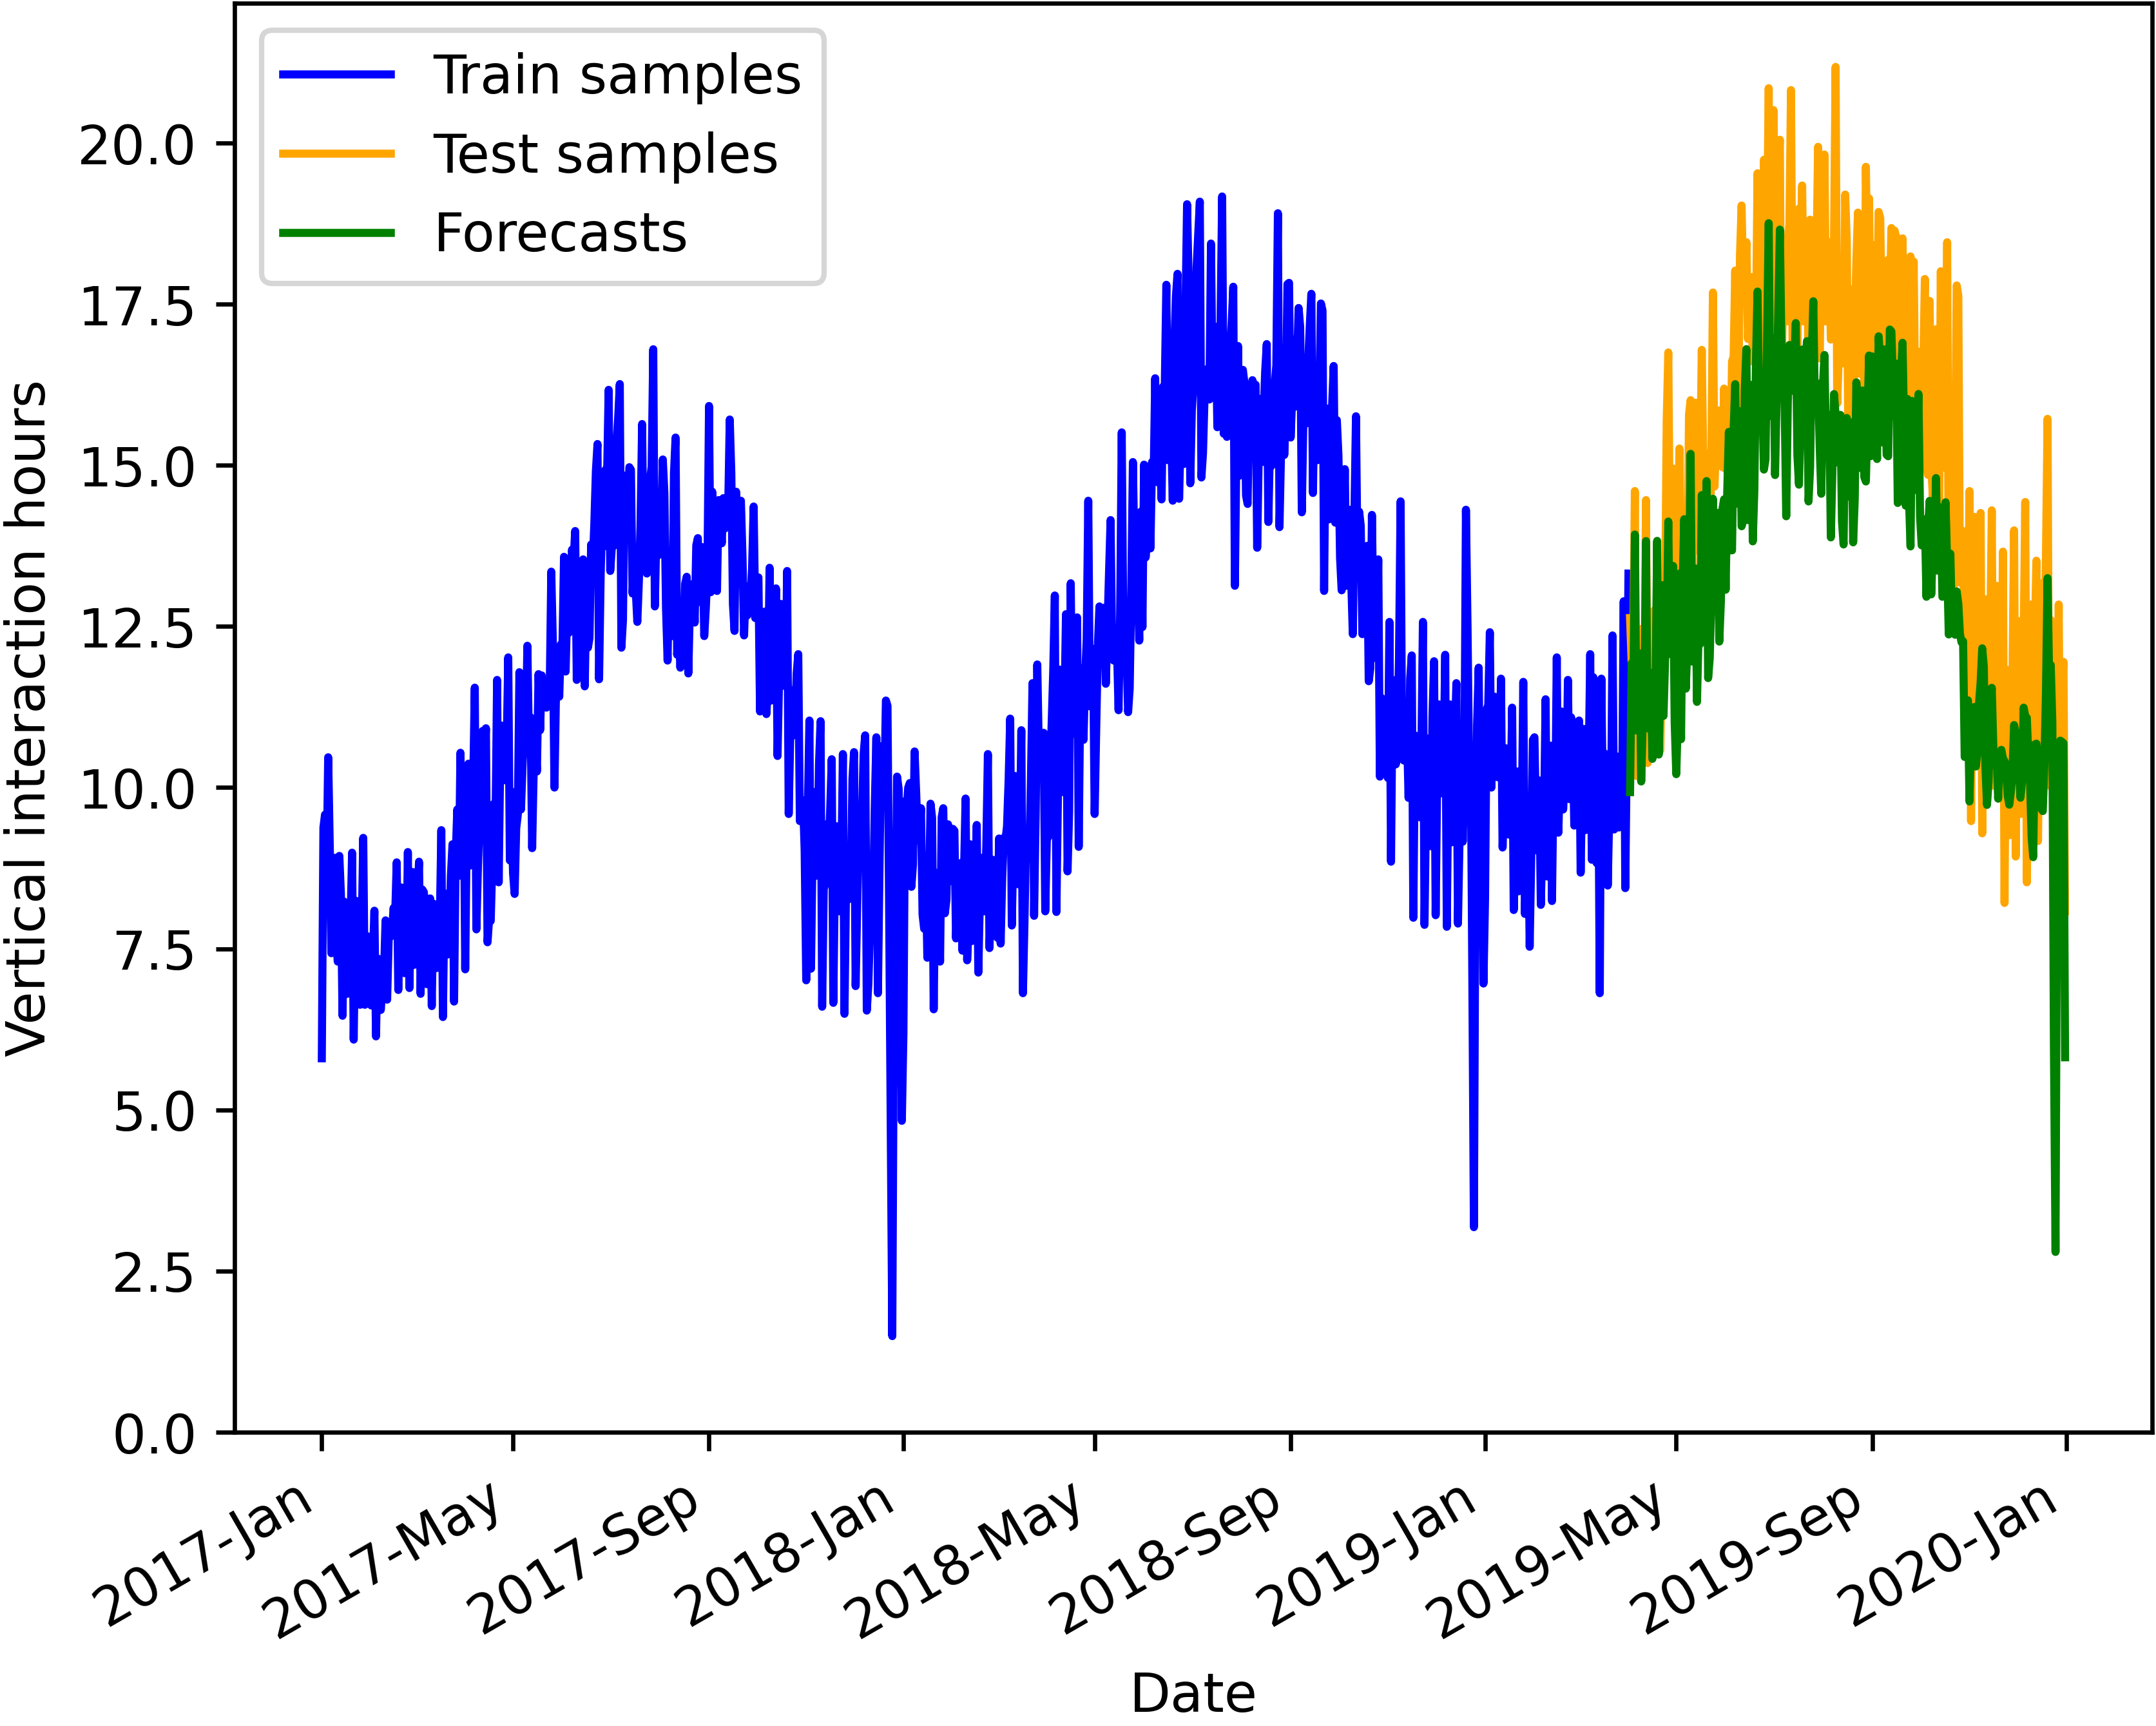 Train samples
Test samples
Forecasts
Vertical interaction hours
20.0
17.5
15.0
12.5
10.0
7.5
5.0
2.5
0.0
2017-Jan
2017-May
2017-Sep
2018-Jan
2018-May
2018-Sep
2019-Jan
2019-May
2019-Sep
2020-Jan
Date